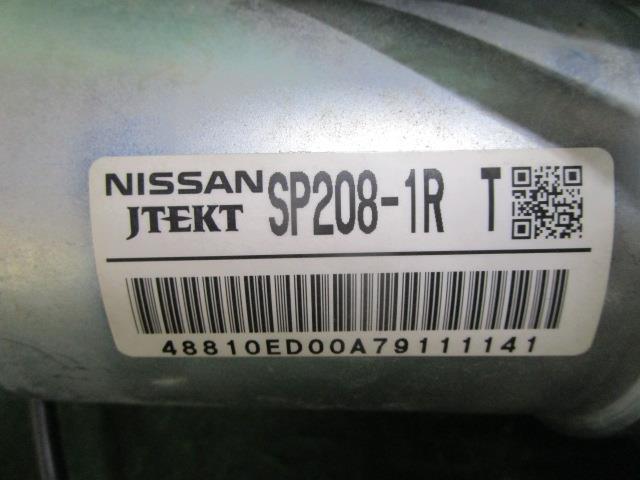 NISSAN SP208-1R T
JTEKT
48810ED00A79111141